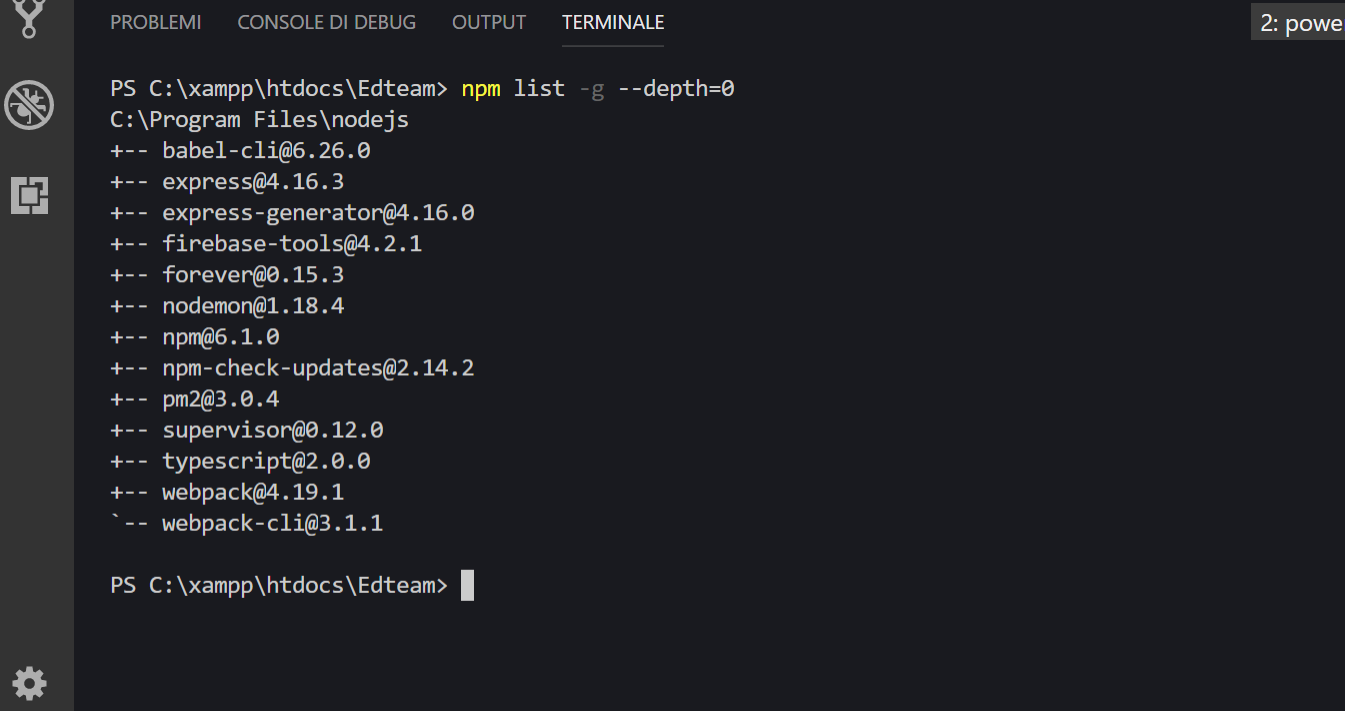 PROBLEMI CONSOLE DI DEBUG OUTPUT TERMINALE 2: powe
PS C:\xampp\htdocs\Edteam> npm list -g --depth=0
C:\Program Files\nodejs
+-- babel-cli@6.26.0
+-- express@4.16.3
+-- express-generator@4.16.0
+-- firebase-tools@4.2.1
+-- forever@0.15.3
+-- nodemon@1.18.4
+-- npm@6.1.0
+-- npm-check-updates@2.14.2
+-- pm2@3.0.4
+-- supervisor@0.12.0
+-- typescript@2.0.0
+-- webpack@4.19.1
`-- webpack-cli@3.1.1
PS C:\xampp\htdocs\Edteam>